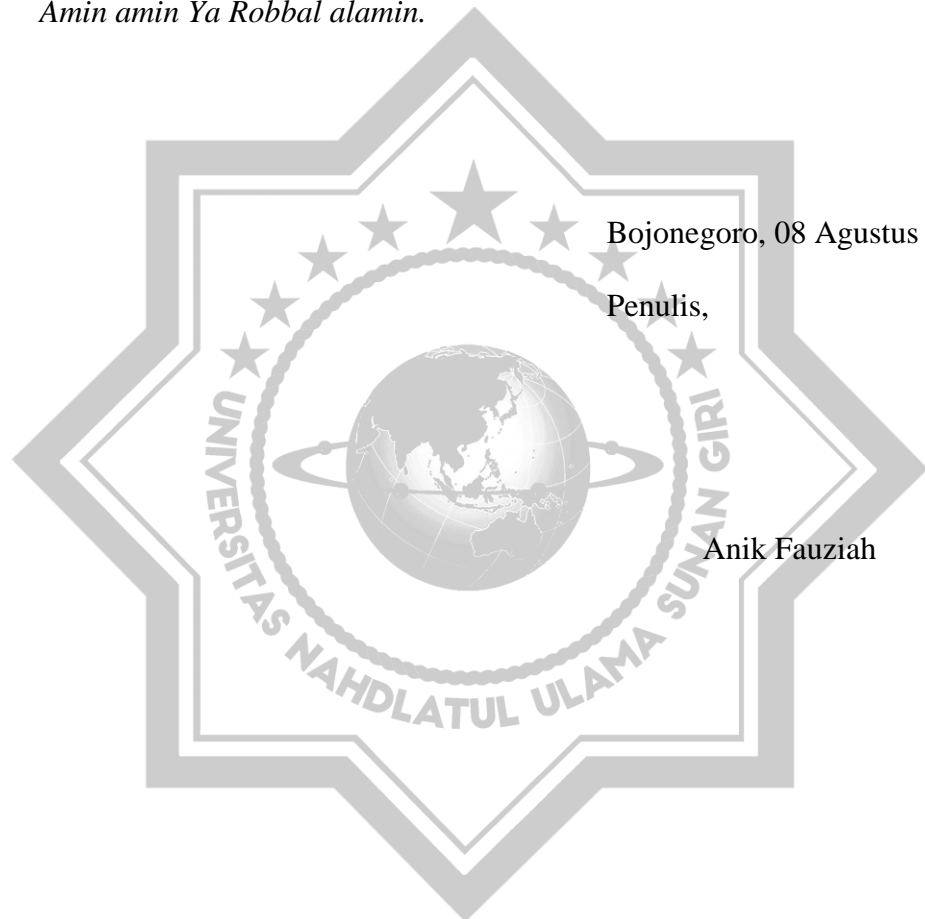 Amin amin Ya Robbal alamin.
Bojonegoro, 08 Agustus
Penulis,
Anik Fauziah
UNIVERSITAS NAHDLATUL ULAMA SUNAN GIRI